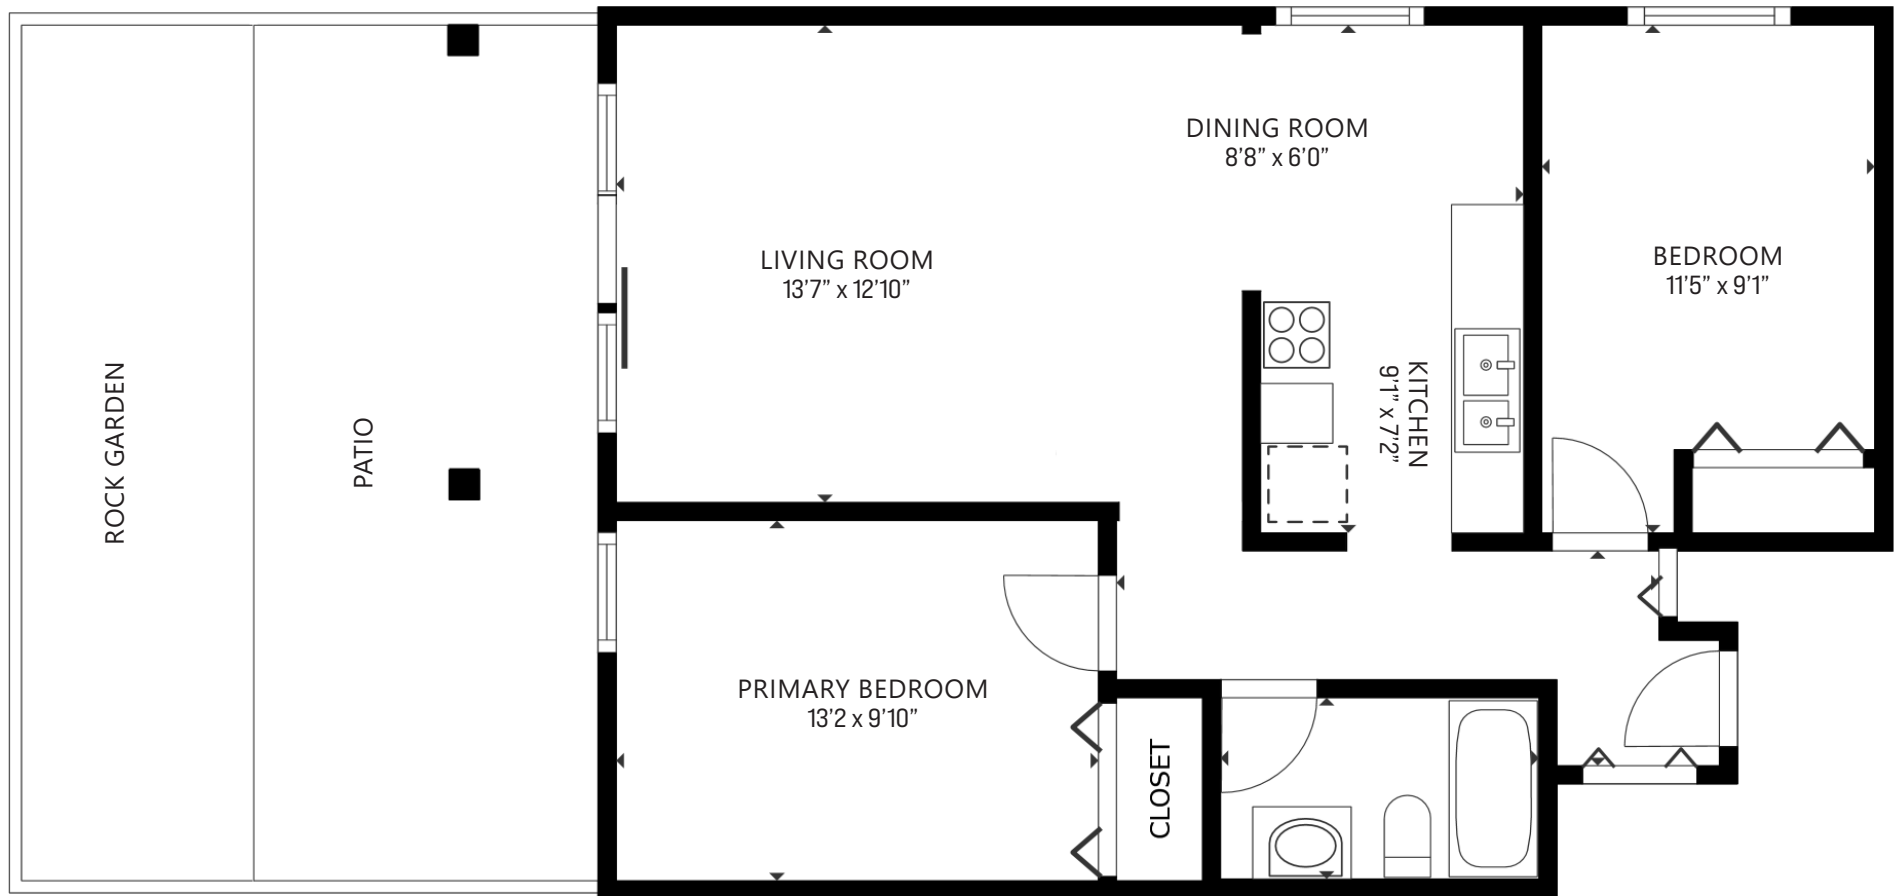 DINING ROOM
8'8" x 6'0"
LIVING ROOM
13'7" x 12'10"
BEDROOM
11'5" x 9'1"
KITCHEN
9'1" x 7'2"
ROCK GARDEN
PATIO
PRIMARY BEDROOM
13'2 x 9'10"
CLOSET